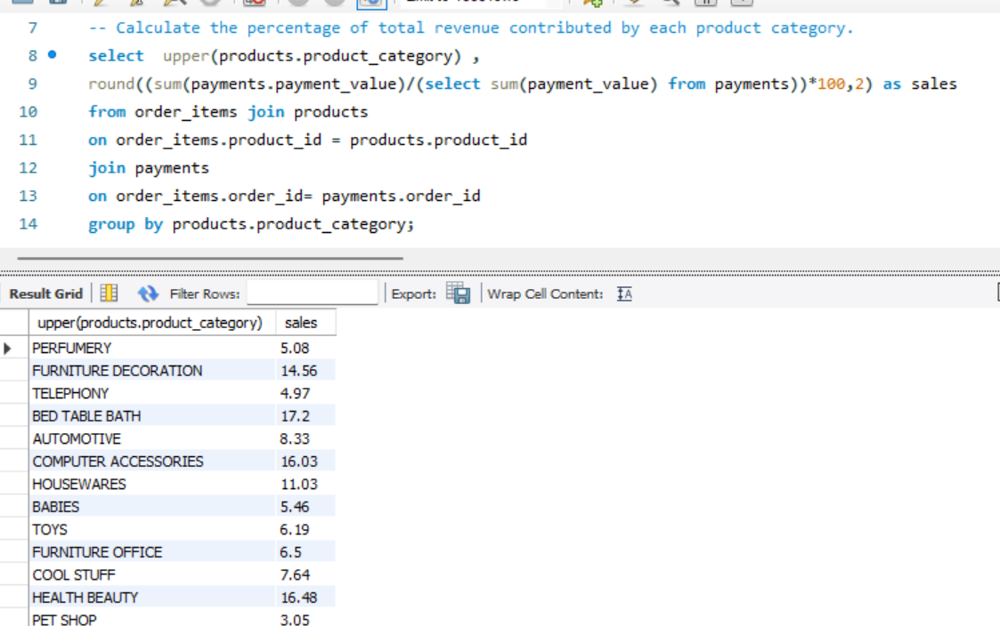 7 -- Calculate the percentage of total revenue contributed by each product category.
8 select upper(products.product_category) ,
9 round((sum(payments.payment_value)/(select sum(payment_value) from payments))*100,2) as sales
10 from order_items join products
11 on order_items.product_id = products.product_id
12 join payments
13 on order_items.order_id= payments.order_id
14 group by products.product_category;
Result Grid Filter Rows: Export: Wrap Cell Content: IA
upper(products.product_category) sales
PERFUMERY 5.08
FURNITURE DECORATION 14.56
TELEPHONY 4.97
BED TABLE BATH 17.2
AUTOMOTIVE 8.33
COMPUTER ACCESSORIES 16.03
HOUSEWARES 11.03
BABIES 5.46
TOYS 6.19
FURNITURE OFFICE 6.5
COOL STUFF 7.64
HEALTH BEAUTY 16.48
PET SHOP 3.05